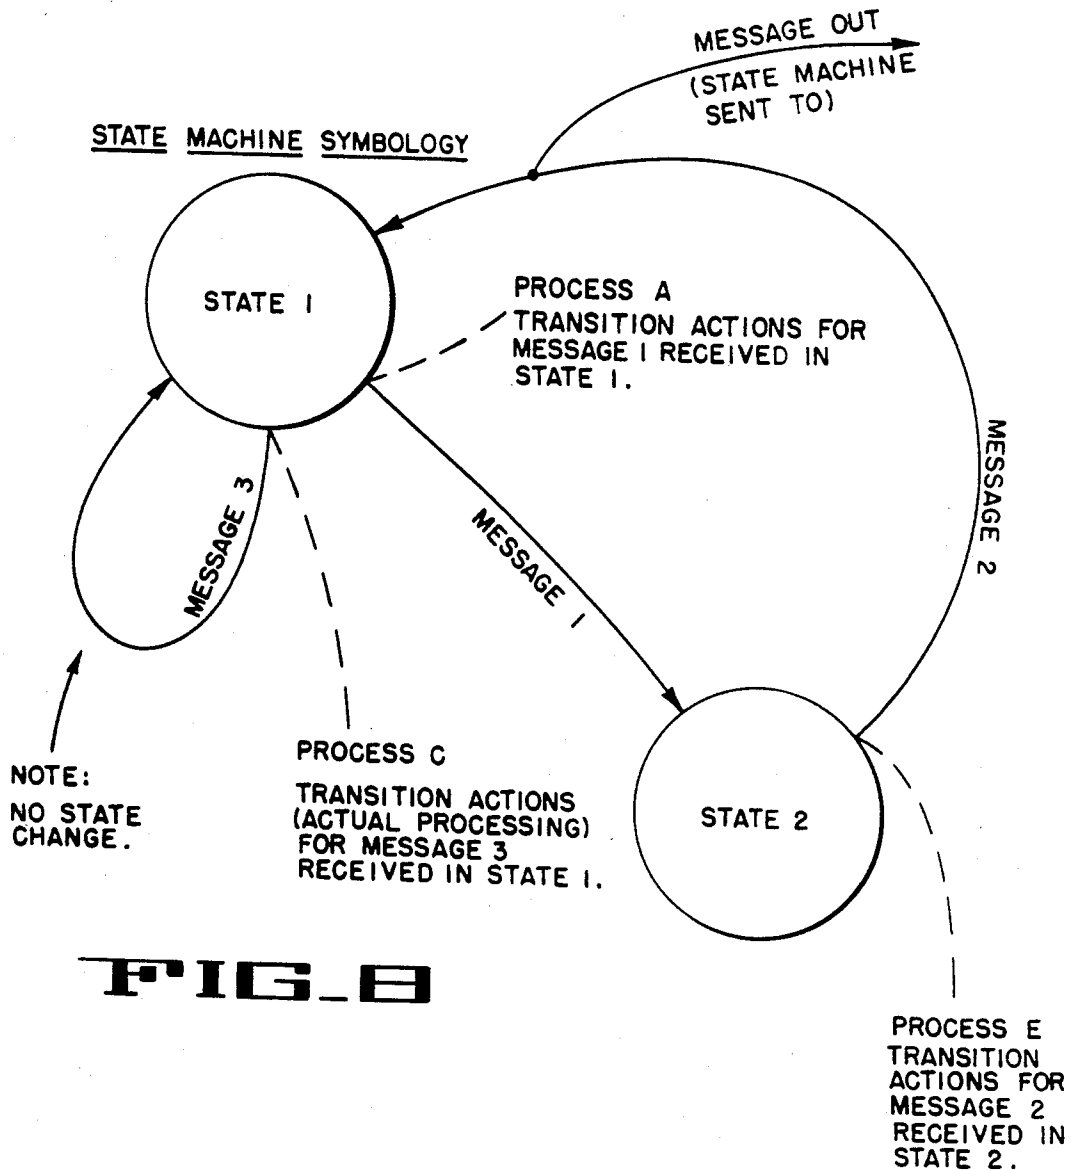 MESSAGE OUT
(STATE MACHINE
SENT TO)
STATE MACHINE SYMBOLOGY
STATE 1
PROCESS A
TRANSITION ACTIONS FOR
MESSAGE 1 RECEIVED IN
STATE 1.
MESSAGE 2
MESSAGE 3
MESSAGE 1
NOTE:
NO STATE
CHANGE.
PROCESS C
TRANSITION ACTIONS
(ACTUAL PROCESSING)
FOR MESSAGE 3
RECEIVED IN STATE 1.
STATE 2
FIG_8
PROCESS E
TRANSITION
ACTIONS FOR
MESSAGE 2
RECEIVED IN
STATE 2.